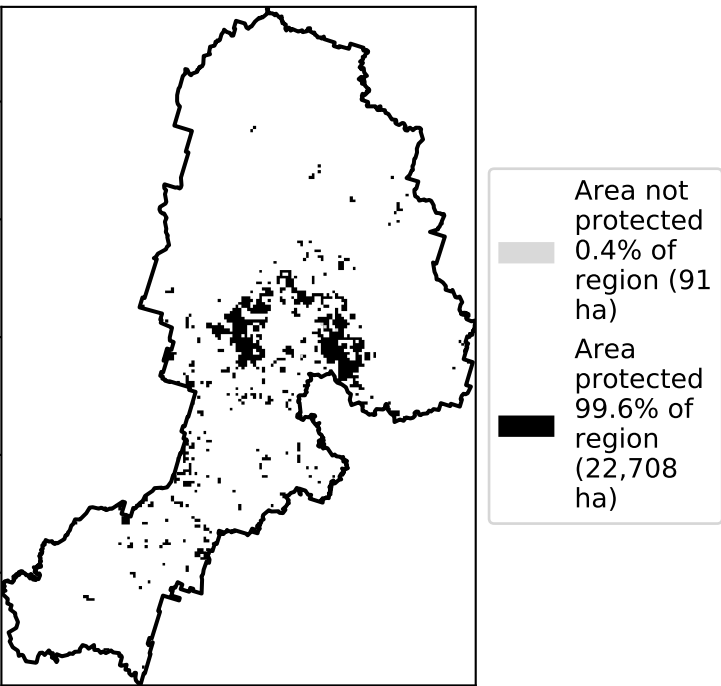 Area not
protected
0.4% of
region (91
ha)
Area
protected
99.6% of
region
(22,708
ha)